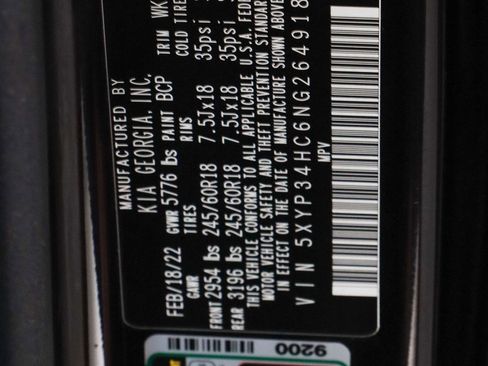 MANUFACTURED BY
KIA GEORGIA, INC.
FEB/18/22 GVWR 5776 lbs PAINT BCP TRIM WK
GAWR TIRES RIMS COLD TIRE
FRONT 2954 lbs 245/60R18 7.5Jx18 35psi
REAR 3196 lbs 245/60R18 7.5Jx18 35psi
THIS VEHICLE CONFORMS TO ALL APPLICABLE U.S.A. FEDE
MOTOR VEHICLE SAFETY AND THEFT PREVENTION STANDARD
IN EFFECT ON THE DATE OF MANUFACTURE SHOWN ABOVE
VIN 5XYP34HC6NG264918
MPV
9200